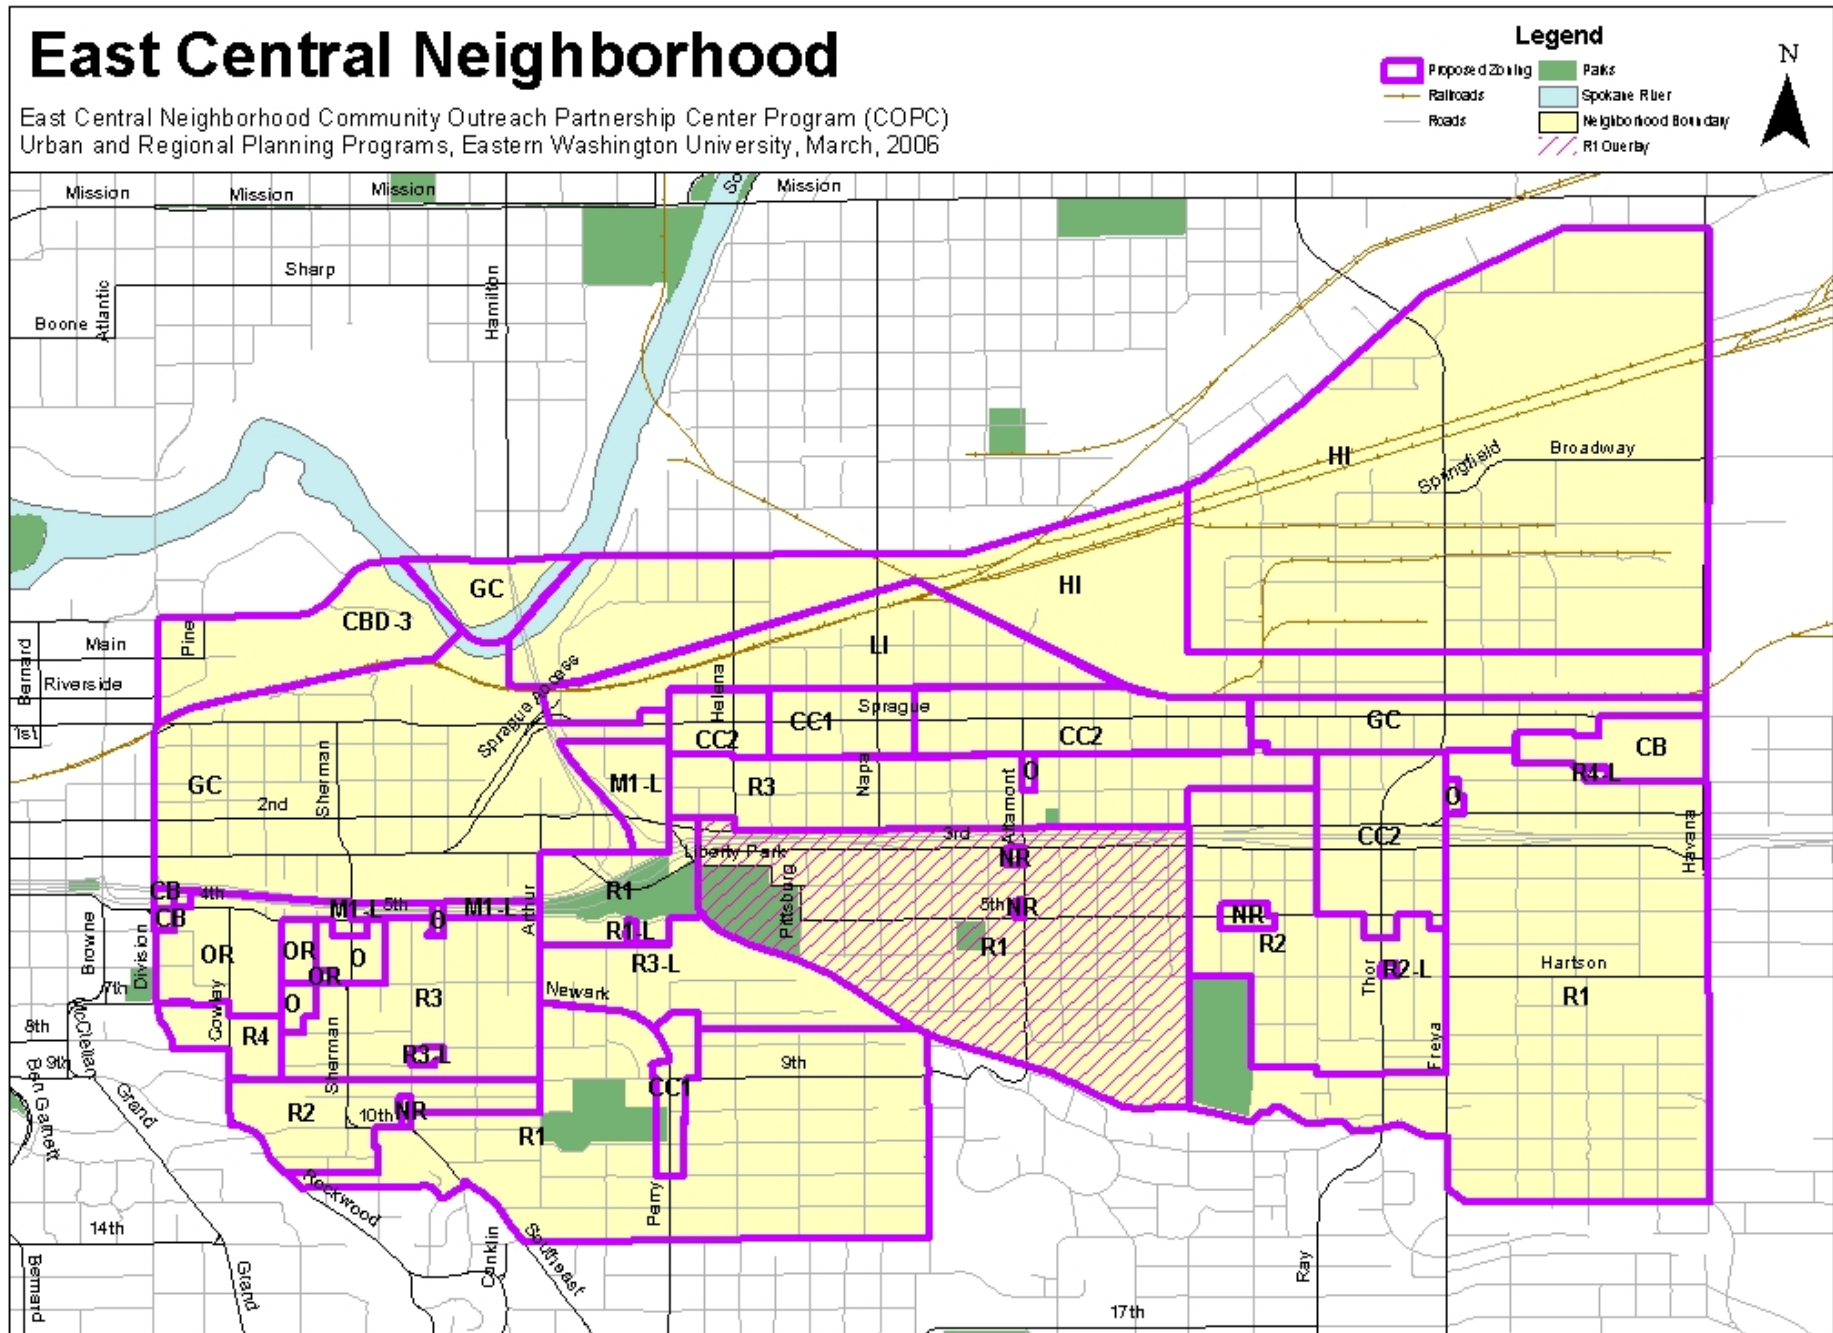 East Central Neighborhood
East Central Neighborhood Community Outreach Partnership Center Program (COPC)
Urban and Regional Planning Programs, Eastern Washington University, March, 2006
Legend
Proposed Zoning
Railroads
Roads
Parks
Spokane River
Neighborhood Boundary
R1 Overlay
N
Mission
Mission
Mission
So
Mission
Sharp
Atlantic
Hamilton
Boone
HI
Springfield
Broadway
GC
CBD-3
HI
LI
Pine
Main
Bernard
Riverside
1st
Sprague Access
Helena
Sprague
CC2
CC1
CC2
GC
CB
R4-L
GC
2nd
Sherman
M1-L
R3
Napa
Altamont
O
O
CC2
3rd
Liberty Park
NR
Havana
CB
4th
CB
M1-L
5th
M1-L
O
Arthur
R1
R1-L
Pittsburg
5th
NR
R1
NR
R2
Browne
Division
OR
OR
OR
O
O
R3-L
Thor
R2-L
Hartson
R1
7th
Cowley
McClellan
R3
Newark
8th
9th
R4
R3-L
Sherman
CC1
9th
Freya
Ben Garnett
Grand
R2
10th
NR
R1
Rockwood
Perry
14th
Bernard
Grand
Conklin
Southeast
Ray
17th